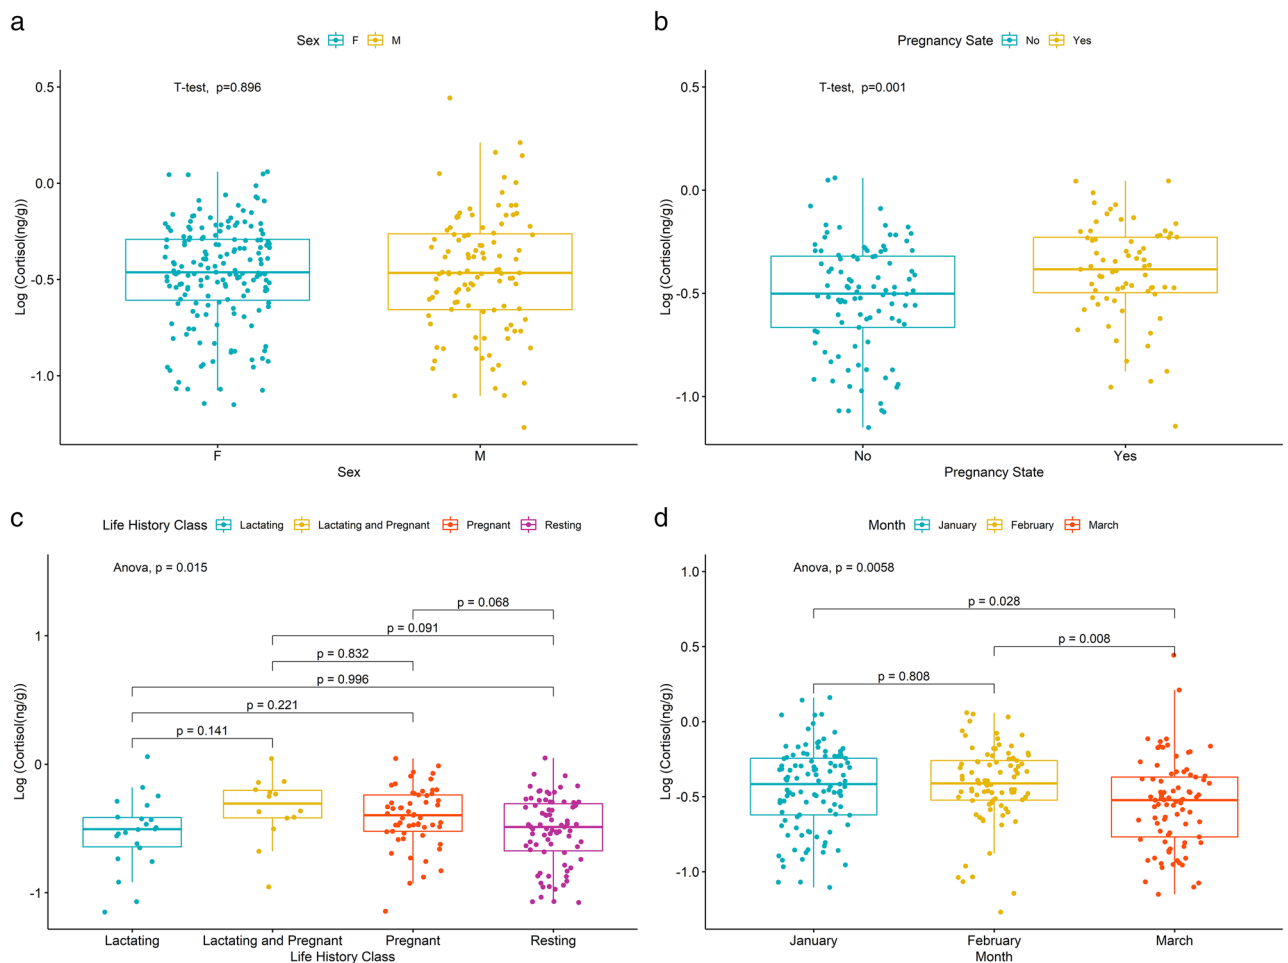 a
Sex F M
T-test, p=0.896
0.5
0.0
-0.5
-1.0
Log (Cortisol(ng/g))
F M
Sex
b
Pregnancy Sate No Yes
T-test, p=0.001
0.5
0.0
-0.5
-1.0
Log (Cortisol(ng/g))
No Yes
Pregnancy State
c
Life History Class Lactating Lactating and Pregnant Pregnant Resting
Anova, p = 0.015
p = 0.068
p = 0.091
p = 0.832
p = 0.996
p = 0.221
p = 0.141
1
0
-1
Log (Cortisol(ng/g))
Lactating Lactating and Pregnant Pregnant Resting
Life History Class
d
Month January February March
Anova, p = 0.0058
p = 0.028
p = 0.008
p = 0.808
1.0
0.5
0.0
-0.5
-1.0
Log (Cortisol(ng/g))
January February March
Month